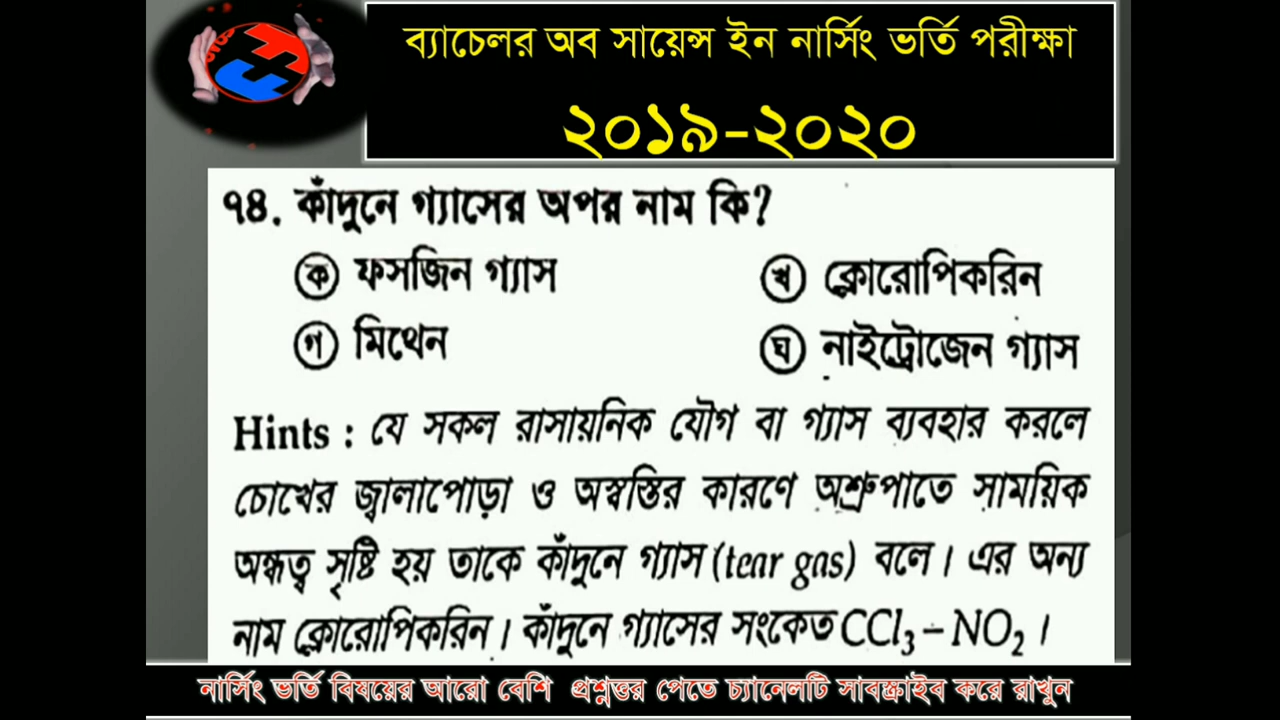 ব্যাচেলর অব সায়েন্স ইন নার্সিং ভর্তি পরীক্ষা
২০১৯-২০২০
৭৪. কাঁদুনে গ্যাসের অপর নাম কি?
ক ফসজিন গ্যাস খ ক্লোরোপিকরিন
গ মিথেন ঘ নাইট্রোজেন গ্যাস
Hints : যে সকল রাসায়নিক যৌগ বা গ্যাস ব্যবহার করলে
চোখের জ্বালাপোড়া ও অস্বস্তির কারণে অশ্রুপাতে সাময়িক
অন্ধত্ব সৃষ্টি হয় তাকে কাঁদুনে গ্যাস (tear gas) বলে। এর অন্য
নাম ক্লোরোপিকরিন। কাঁদুনে গ্যাসের সংকেত CCl₃ – NO₂ ।
নার্সিং ভর্তি বিষয়ের আরো বেশি প্রশ্নত্তর পেতে চ্যানেলটি সাবস্ক্রাইব করে রাখুন